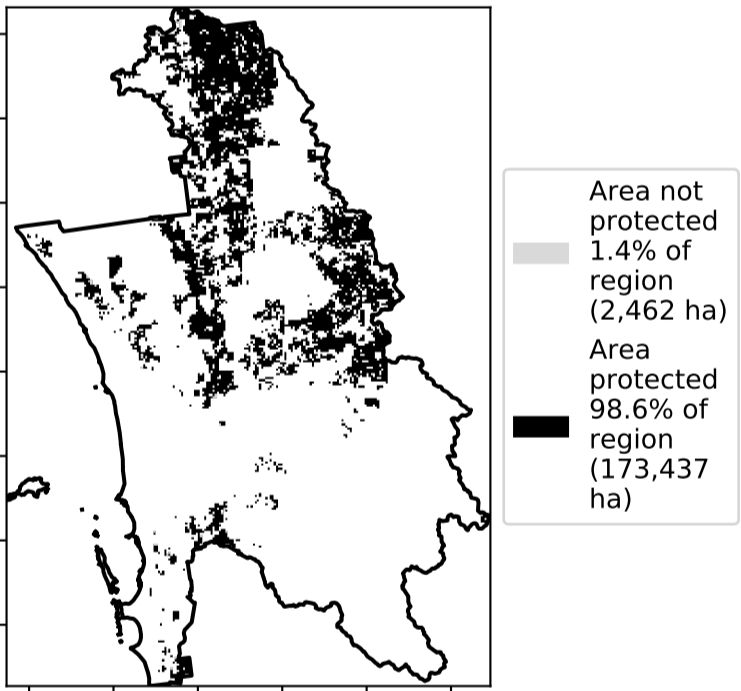 Area not
protected
1.4% of
region
(2,462 ha)
Area
protected
98.6% of
region
(173,437
ha)